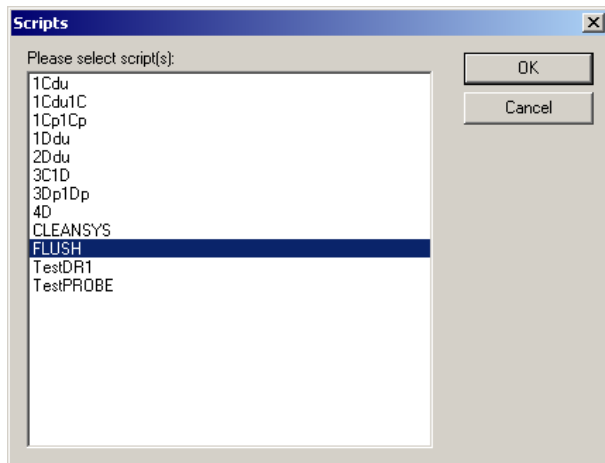 Scripts
Please select script(s):
OK
Cancel
1Cdu
1Cdu1C
1Cp1Cp
1Ddu
2Ddu
3C1D
3Dp1Dp
4D
CLEANSYS
FLUSH
TestDR1
TestPROBE